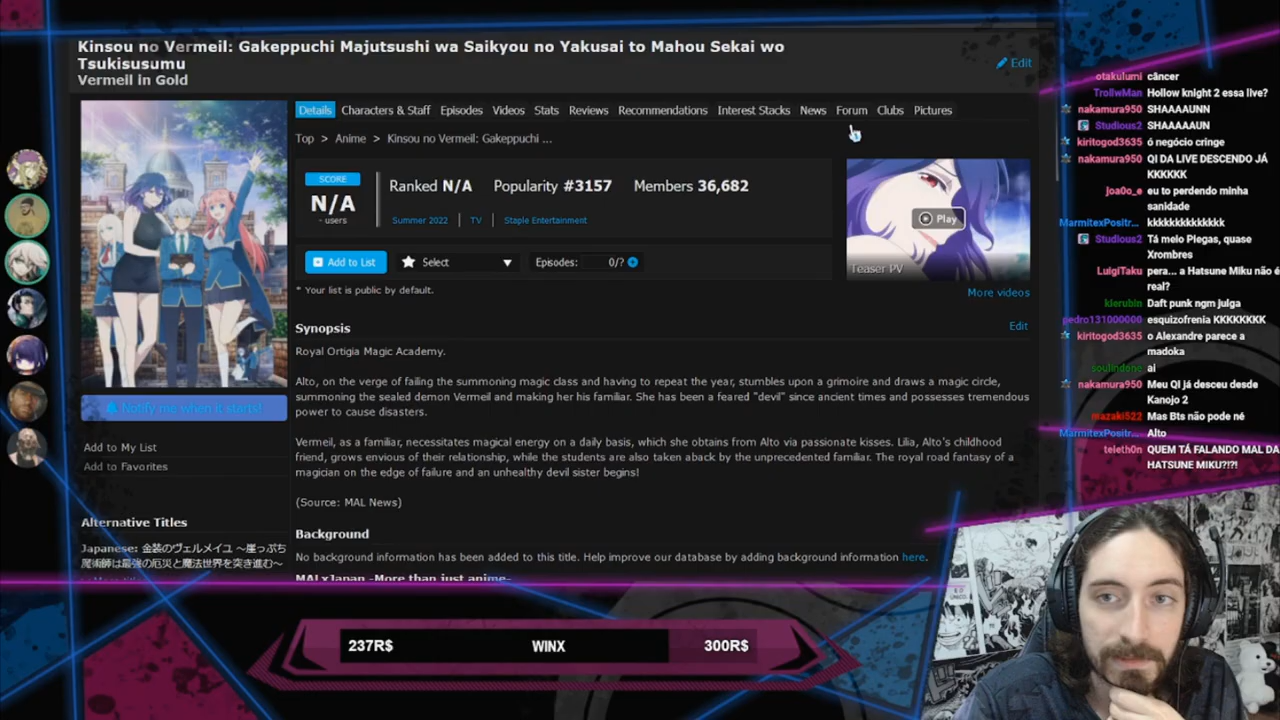 Kinsou no Vermeil: Gakeppuchi Majutsushi wa Saikyou no Yakusai to Mahou Sekai wo
Tsukisusumu
Vermeil in Gold
Edit
Details Characters & Staff Episodes Videos Stats Reviews Recommendations Interest Stacks News Forum Clubs Pictures
Top > Anime > Kinsou no Vermeil: Gakeppuchi ...
SCORE
N/A
- users
Ranked N/A Popularity #3157 Members 36,682
Summer 2022 | TV | Staple Entertainment
Play
Teaser PV
Add to List Select Episodes: 0/?
* Your list is public by default.
More videos
Synopsis
Edit
Royal Ortigia Magic Academy.
Alto, on the verge of failing the summoning magic class and having to repeat the year, stumbles upon a grimoire and draws a magic circle,
summoning the sealed demon Vermeil and making her his familiar. She has been a feared "devil" since ancient times and possesses tremendous
power to cause disasters.
Vermeil, as a familiar, necessitates magical energy on a daily basis, which she obtains from Alto via passionate kisses. Lilia, Alto's childhood
friend, grows envious of their relationship, while the students are also taken aback by the unprecedented familiar. The royal road fantasy of a
magician on the edge of failure and an unhealthy devil sister begins!
(Source: MAL News)
Background
No background information has been added to this title. Help improve our database by adding background information here.
MALxJapan -More than just anime-
Notify me when it starts!
Add to My List
Add to Favorites
Alternative Titles
Japanese: 金装のヴェルメイユ ～崖っぷち
魔術師は最強の厄災と魔法世界を突き進む～
otakulumi câncer
TrollwMan Hollow knight 2 essa live?
nakamura950 SHAAAAUNN
Studious2 SHAAAAUN
kiritogod3635 ó negócio cringe
nakamura950 QI DA LIVE DESCENDO JÁ
KKKKKK
joa0o_e eu to perdendo minha
sanidade
MarmitexPositr... kkkkkkkkkkkkk
Studious2 Tá melo Plegas, quase
Xrombres
LuigiTaku pera... a Hatsune Miku não é
real?
klerubin Daft punk ngm julga
pedro131000000 esquizofrenia KKKKKKKK
kiritogod3635 o Alexandre parece a
madoka
soulindone ai
nakamura950 Meu QI já desceu desde
Kanojo 2
mazaki522 Mas Bts não pode né
MarmitexPositr... Alto
teleth0n QUEM TÁ FALANDO MAL DA
HATSUNE MIKU?!?!
237R$ WINX 300R$